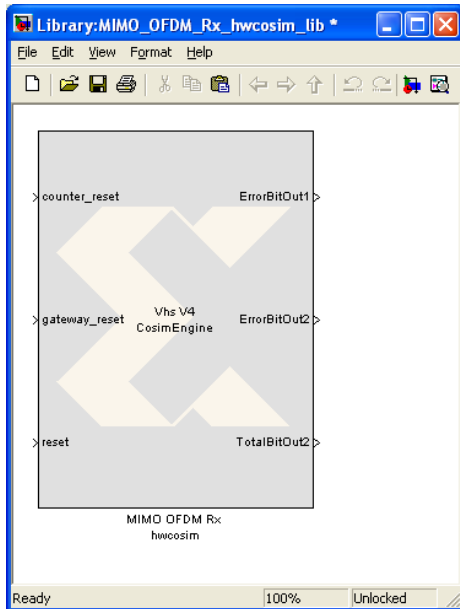 Library:MIMO_OFDM_Rx_hwcosim_lib *
File Edit View Format Help
counter_reset ErrorBitOut1
gateway_reset Vhs V4 ErrorBitOut2
CosimEngine
reset TotalBitOut2
MIMO OFDM Rx
hwcosim
Ready 100% Unlocked